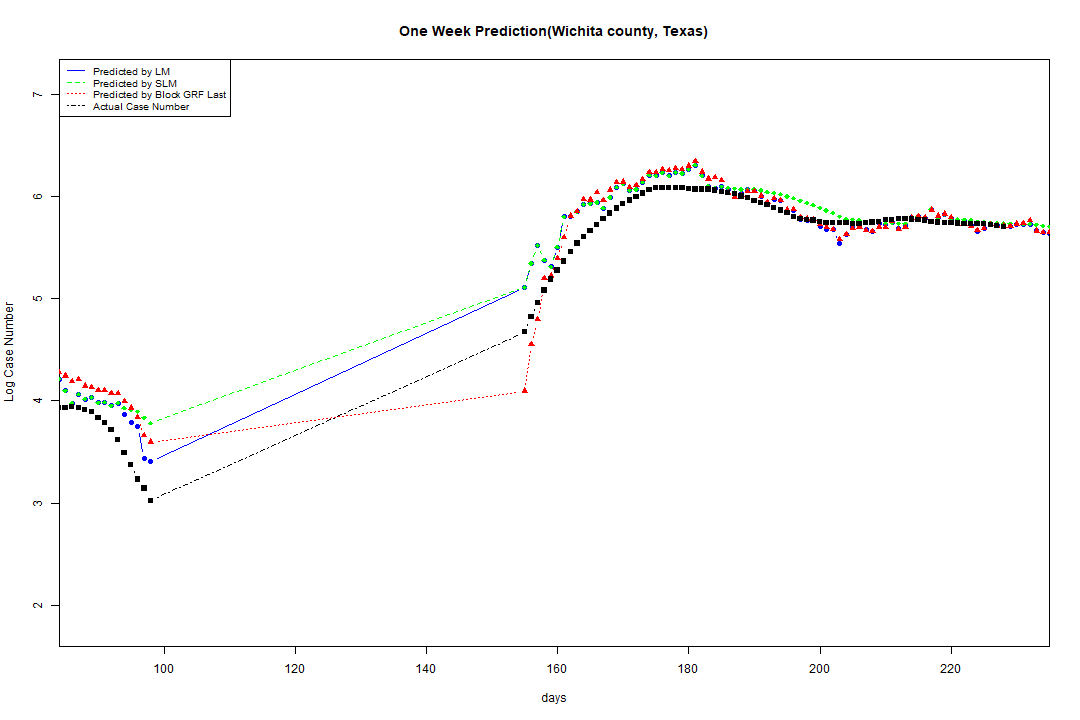 One Week Prediction(Wichita county, Texas)
Predicted by LM
Predicted by SLM
Predicted by Block GRF Last
Actual Case Number
7
6
5
4
3
2
Log Case Number
100 120 140 160 180 200 220
days